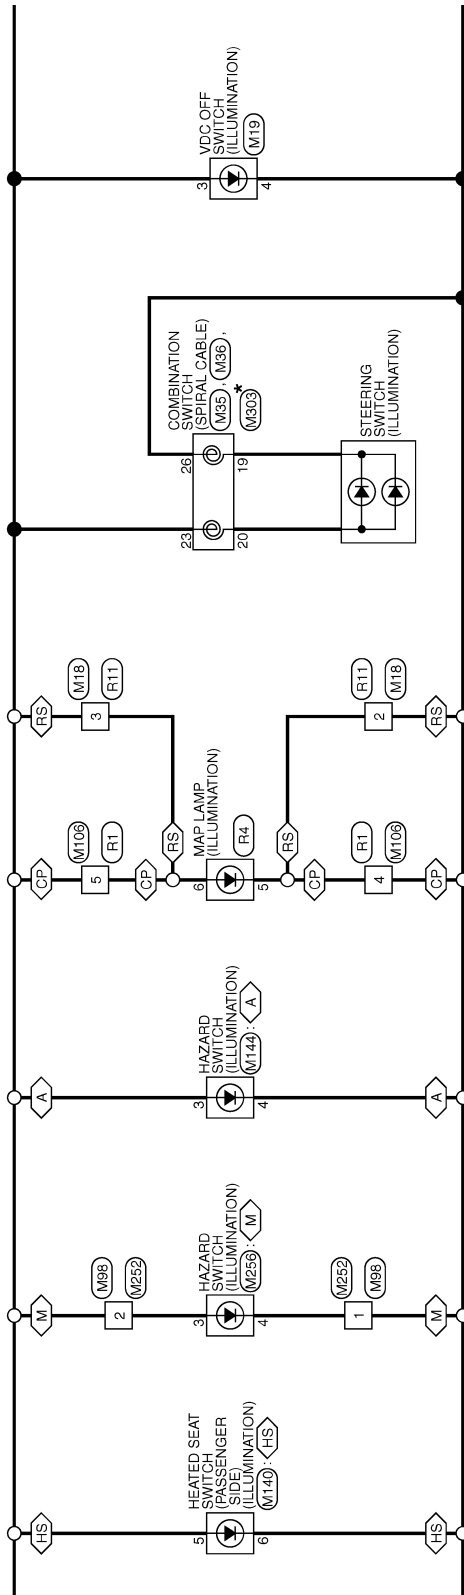 3
VDC OFF
SWITCH
(ILLUMINATION)
M19
4
COMBINATION
SWITCH
(SPIRAL CABLE)
M35 , M36 ,
*
M303
26
23
19
20
STEERING
SWITCH
(ILLUMINATION)
RS
M18
R11
3
RS
R11
M18
2
RS
CP
M106
R1
5
CP
MAP LAMP
(ILLUMINATION)
R4
6
5
RS
CP
R1
M106
4
CP
A
HAZARD
SWITCH
(ILLUMINATION)
M144 : A
3
4
A
M
M98
M252
2
HAZARD
SWITCH
(ILLUMINATION)
M256 : M
3
4
M252
M98
1
M
HS
HEATED SEAT
SWITCH
(PASSENGER
SIDE)
(ILLUMINATION)
M140 : HS
5
6
HS